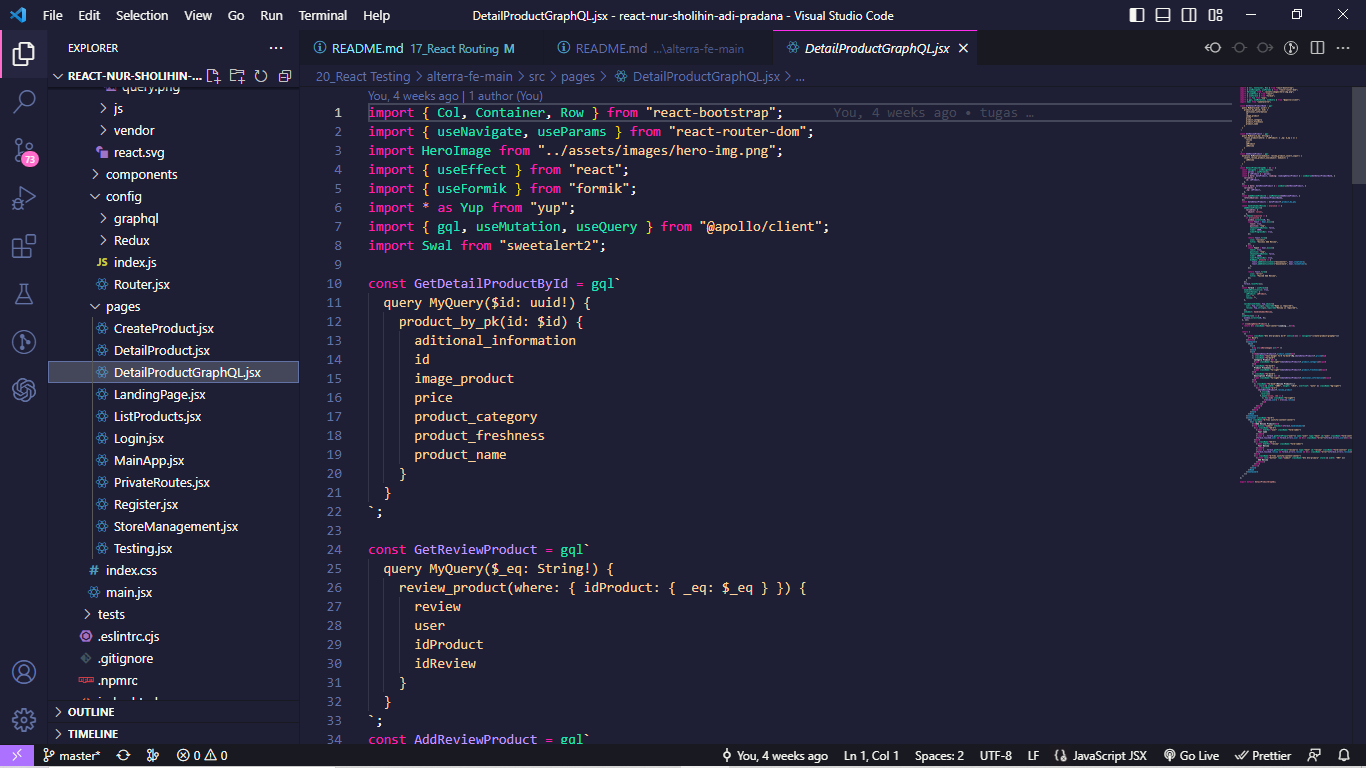 File Edit Selection View Go Run Terminal Help DetailProductGraphQL.jsx - react-nur-sholihin-adi-pradana - Visual Studio Code
EXPLORER
REACT-NUR-SHOLIHIN-...
query.png
js
vendor
react.svg
components
config
graphql
Redux
JS index.js
Router.jsx
pages
CreateProduct.jsx
DetailProduct.jsx
DetailProductGraphQL.jsx
LandingPage.jsx
ListProducts.jsx
Login.jsx
MainApp.jsx
PrivateRoutes.jsx
Register.jsx
StoreManagement.jsx
Testing.jsx
# index.css
main.jsx
tests
.eslintrc.cjs
.gitignore
.npmrc
OUTLINE
TIMELINE
73
README.md 17_React Routing M README.md ...\alterra-fe-main DetailProductGraphQL.jsx
20_React Testing > alterra-fe-main > src > pages > DetailProductGraphQL.jsx > ...
You, 4 weeks ago | 1 author (You)
1 import { Col, Container, Row } from "react-bootstrap"; You, 4 weeks ago • tugas …
2 import { useNavigate, useParams } from "react-router-dom";
3 import HeroImage from "../assets/images/hero-img.png";
4 import { useEffect } from "react";
5 import { useFormik } from "formik";
6 import * as Yup from "yup";
7 import { gql, useMutation, useQuery } from "@apollo/client";
8 import Swal from "sweetalert2";
9
10 const GetDetailProductById = gql`
11 query MyQuery($id: uuid!) {
12 product_by_pk(id: $id) {
13 aditional_information
14 id
15 image_product
16 price
17 product_category
18 product_freshness
19 product_name
20 }
21 }
22 `;
23
24 const GetReviewProduct = gql`
25 query MyQuery($_eq: String!) {
26 review_product(where: { idProduct: { _eq: $_eq } }) {
27 review
28 user
29 idProduct
30 idReview
31 }
32 }
33 `;
34 const AddReviewProduct = gql`
master* 0 0 You, 4 weeks ago Ln 1, Col 1 Spaces: 2 UTF-8 LF JavaScript JSX Go Live Prettier